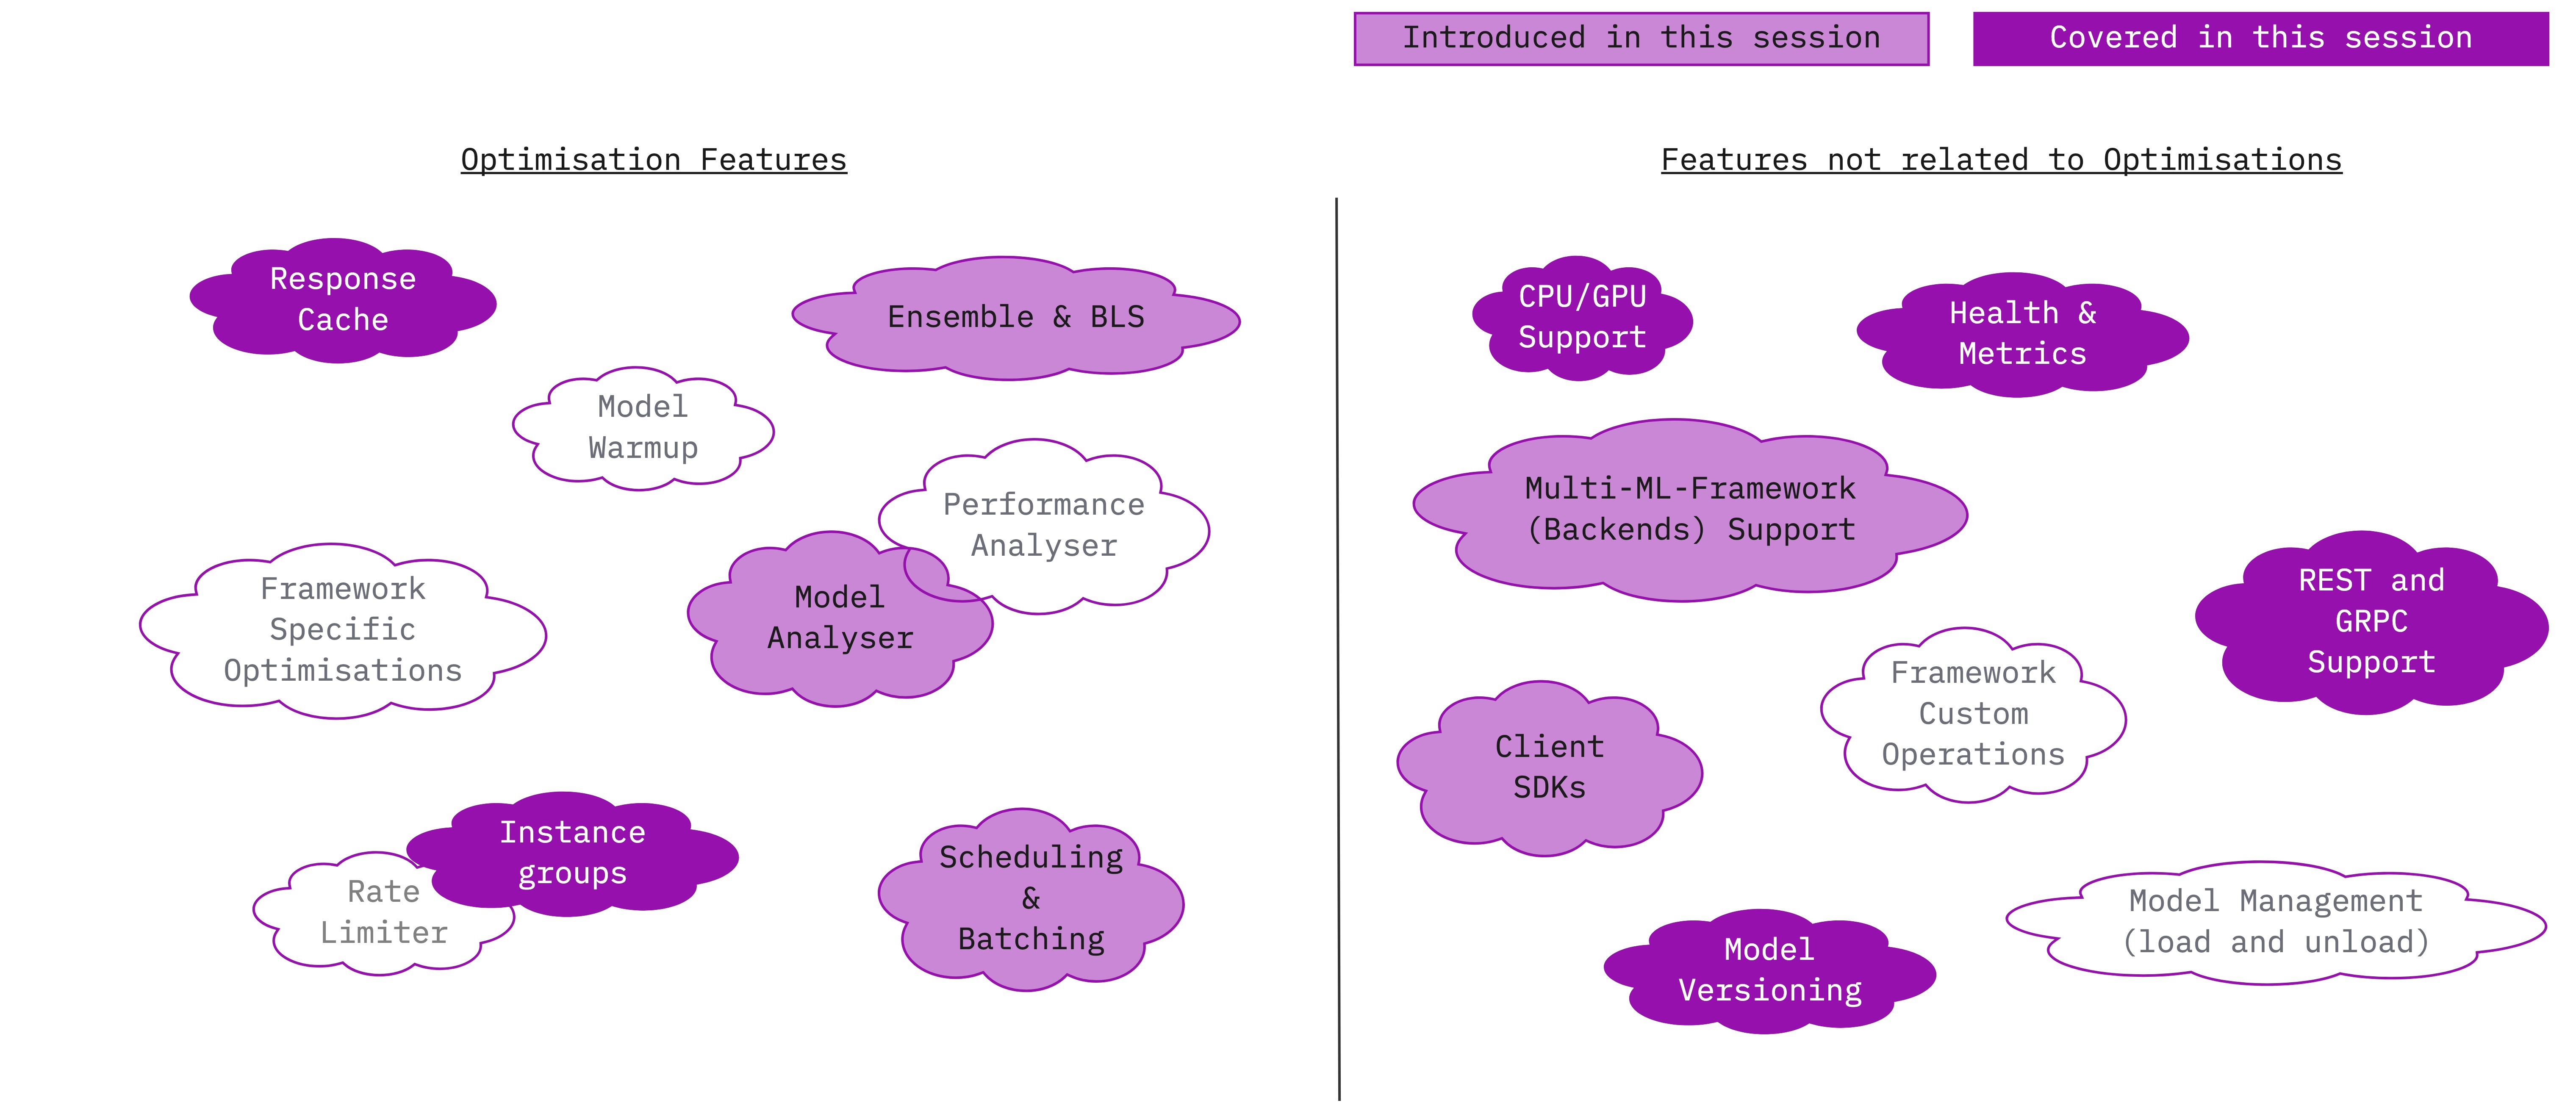 Introduced in this session
Covered in this session
Optimisation Features
Response
Cache
Ensemble & BLS
Model
Warmup
Performance
Analyser
Framework
Specific
Optimisations
Model
Analyser
Instance
groups
Rate
Limiter
Scheduling
&
Batching
Features not related to Optimisations
CPU/GPU
Support
Health &
Metrics
Multi-ML-Framework
(Backends) Support
REST and
GRPC
Support
Framework
Custom
Operations
Client
SDKs
Model Management
(load and unload)
Model
Versioning